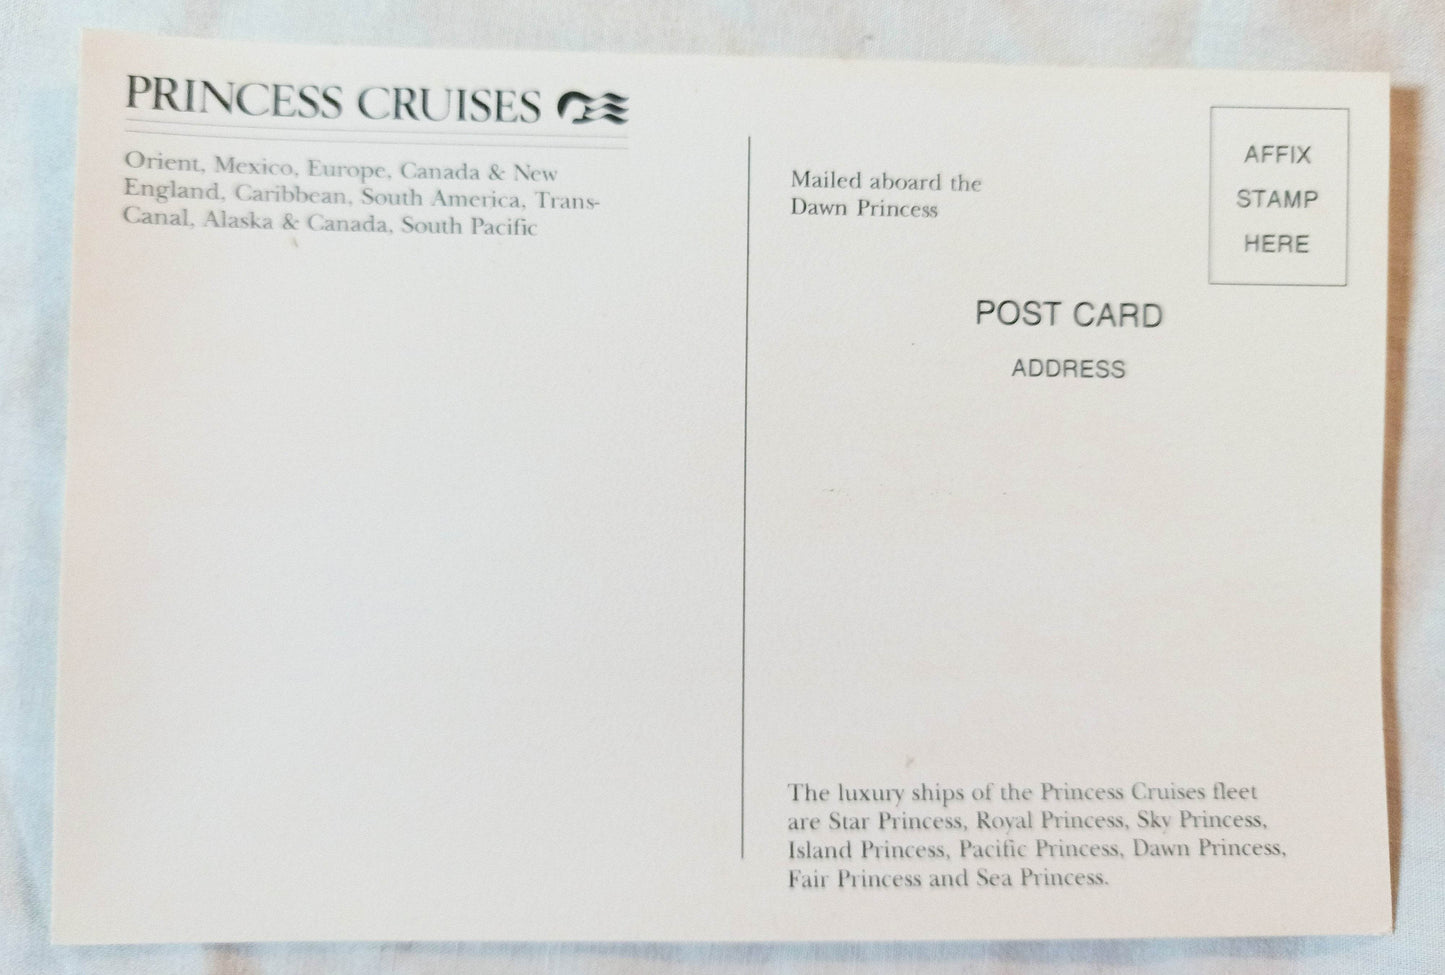 PRINCESS CRUISES
Orient, Mexico, Europe, Canada & New
England, Caribbean, South America, Trans-
Canal, Alaska & Canada, South Pacific
Mailed aboard the
Dawn Princess
AFFIX
STAMP
HERE
POST CARD
ADDRESS
The luxury ships of the Princess Cruises fleet
are Star Princess, Royal Princess, Sky Princess,
Island Princess, Pacific Princess, Dawn Princess,
Fair Princess and Sea Princess.